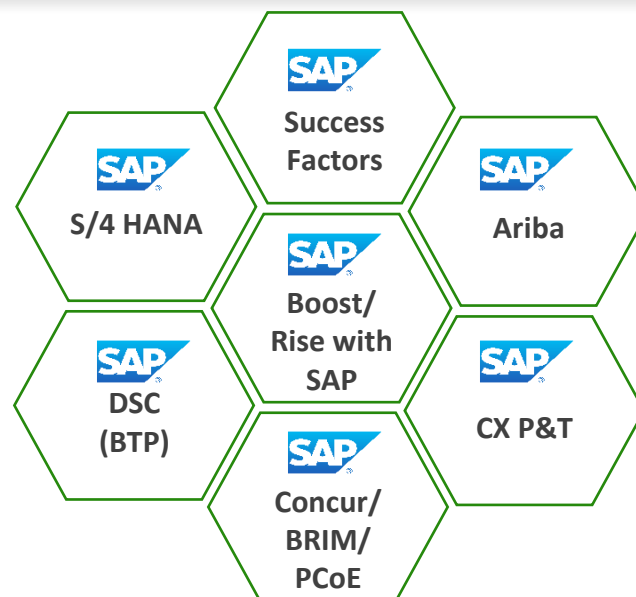 SAP
Success
Factors
SAP
S/4 HANA
SAP
Ariba
SAP
Boost/
Rise with
SAP
SAP
DSC
(BTP)
SAP
CX P&T
SAP
Concur/
BRIM/
PCoE